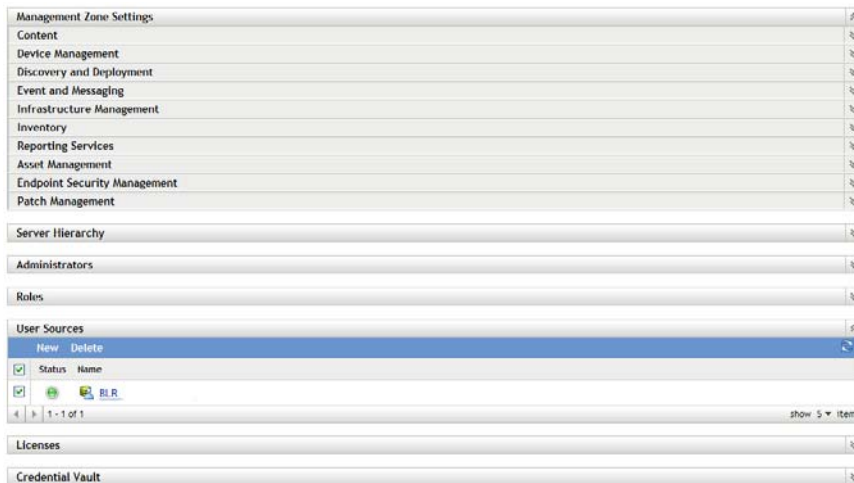 Management Zone Settings
Content
Device Management
Discovery and Deployment
Event and Messaging
Infrastructure Management
Inventory
Reporting Services
Asset Management
Endpoint Security Management
Patch Management
Server Hierarchy
Administrators
Roles
User Sources
New Delete
Status Name
BLR
1 - 1 of 1 show 5 item
Licenses
Credential Vault